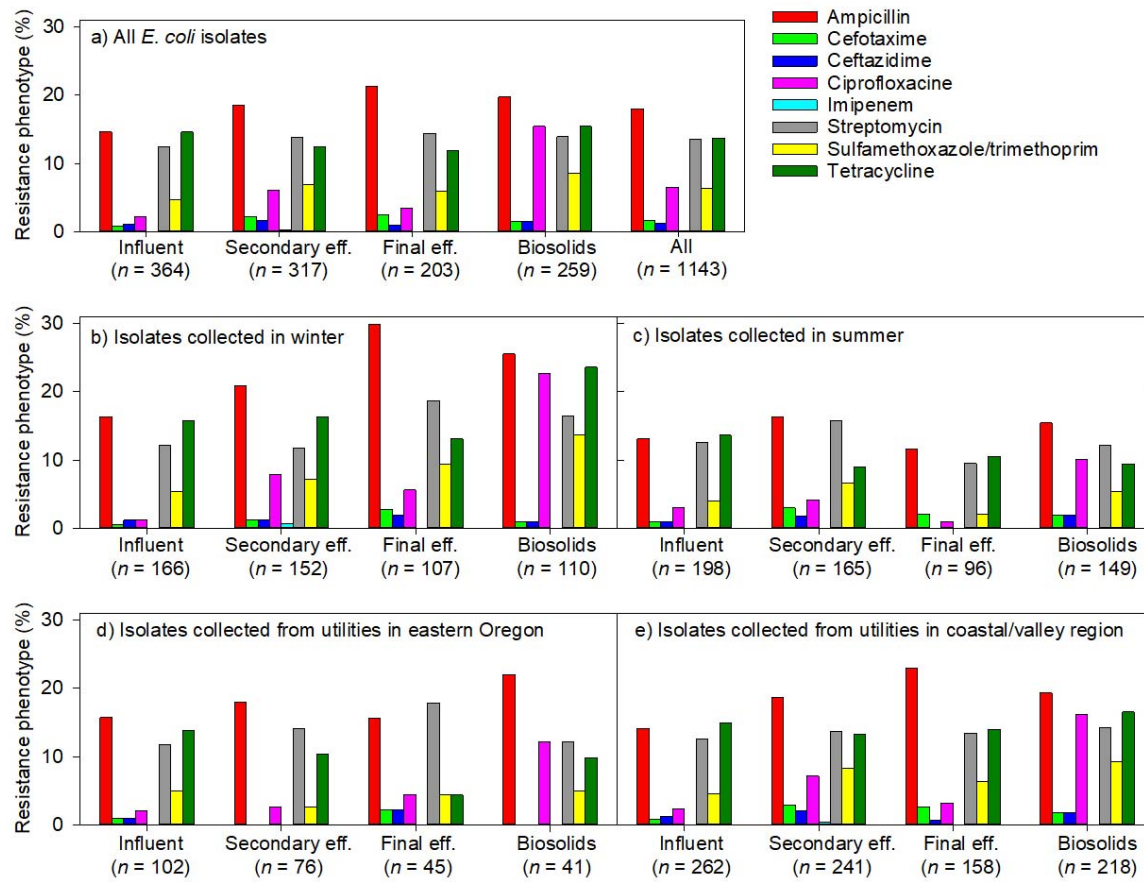 Resistance phenotype (%)
30
20
10
0
a) All E. coli isolates
Influent
(n = 364)
Secondary eff.
(n = 317)
Final eff.
(n = 203)
Biosolids
(n = 259)
All
(n = 1143)
Ampicillin
Cefotaxime
Ceftazidime
Ciprofloxacine
Imipenem
Streptomycin
Sulfamethoxazole/trimethoprim
Tetracycline
Resistance phenotype (%)
30
20
10
0
b) Isolates collected in winter
Influent
(n = 166)
Secondary eff.
(n = 152)
Final eff.
(n = 107)
Biosolids
(n = 110)
c) Isolates collected in summer
Influent
(n = 198)
Secondary eff.
(n = 165)
Final eff.
(n = 96)
Biosolids
(n = 149)
Resistance phenotype (%)
30
20
10
0
d) Isolates collected from utilities in eastern Oregon
Influent
(n = 102)
Secondary eff.
(n = 76)
Final eff.
(n = 45)
Biosolids
(n = 41)
e) Isolates collected from utilities in coastal/valley region
Influent
(n = 262)
Secondary eff.
(n = 241)
Final eff.
(n = 158)
Biosolids
(n = 218)